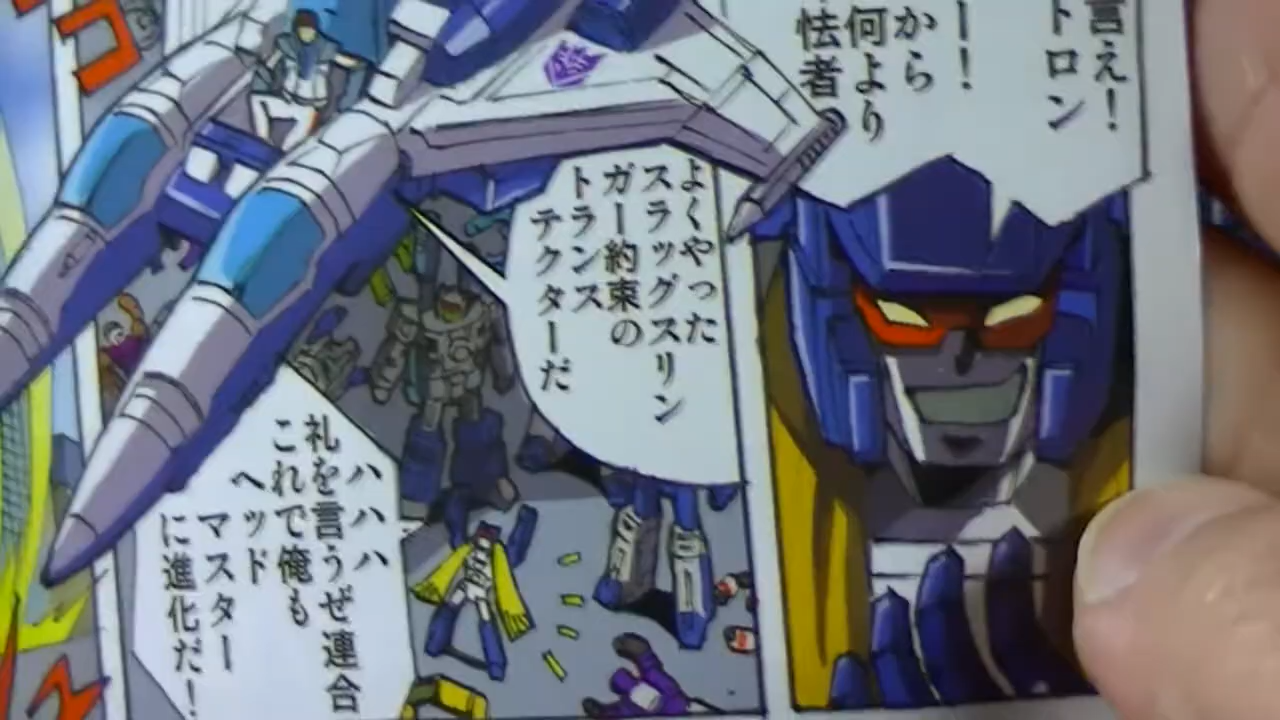 言え！
トロン
ー！
から
何より
怯者の
よくやった
スラッグスリン
ガー約束の
トランス
テクターだ
ハハハ
礼を言うぜ連合
これで俺も
ヘッド
マスター
に進化だ！
コ